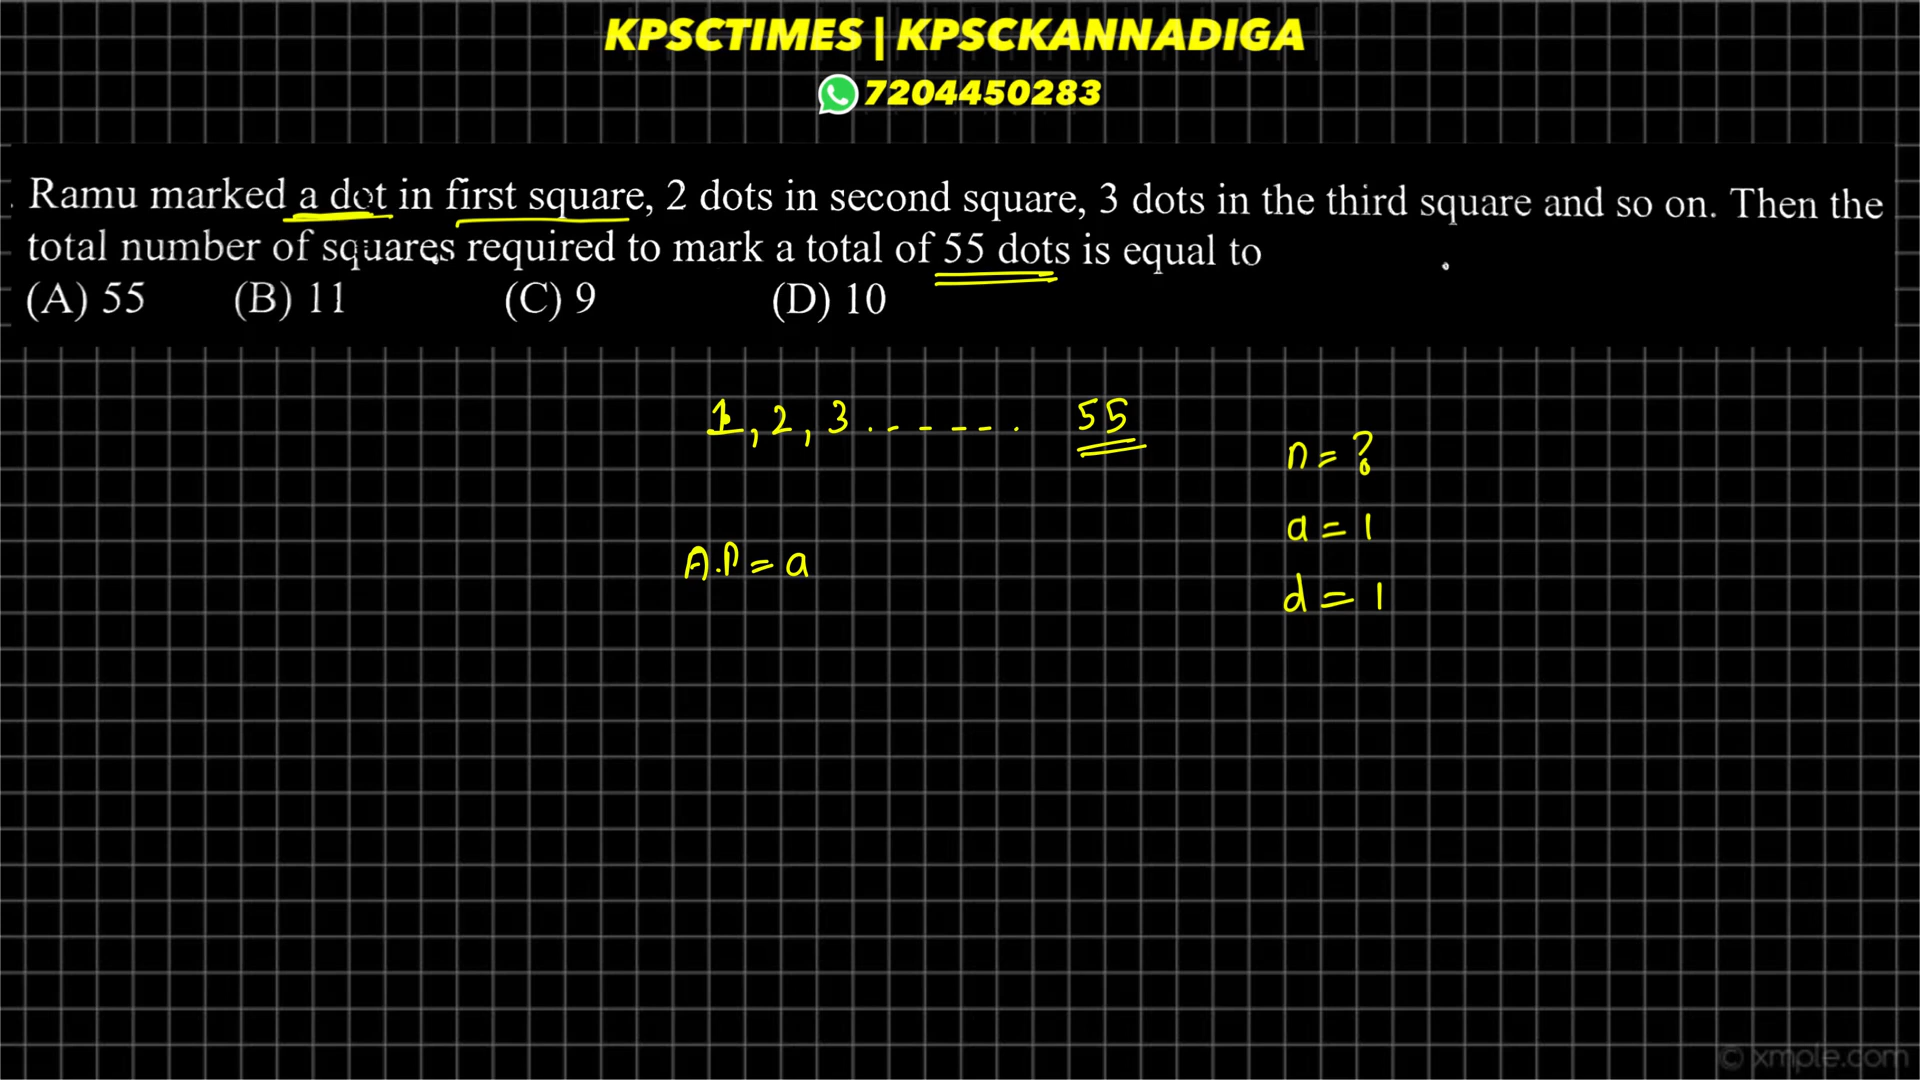 KPSCTIMES | KPSCKANNADIGA
7204450283
Ramu marked a dot in first square, 2 dots in second square, 3 dots in the third square and so on. Then the
total number of squares required to mark a total of 55 dots is equal to
(A) 55 (B) 11 (C) 9 (D) 10
1, 2, 3 . - - - - - . 55
n = ?
a = 1
A.P = a
d = 1
© xmple.com